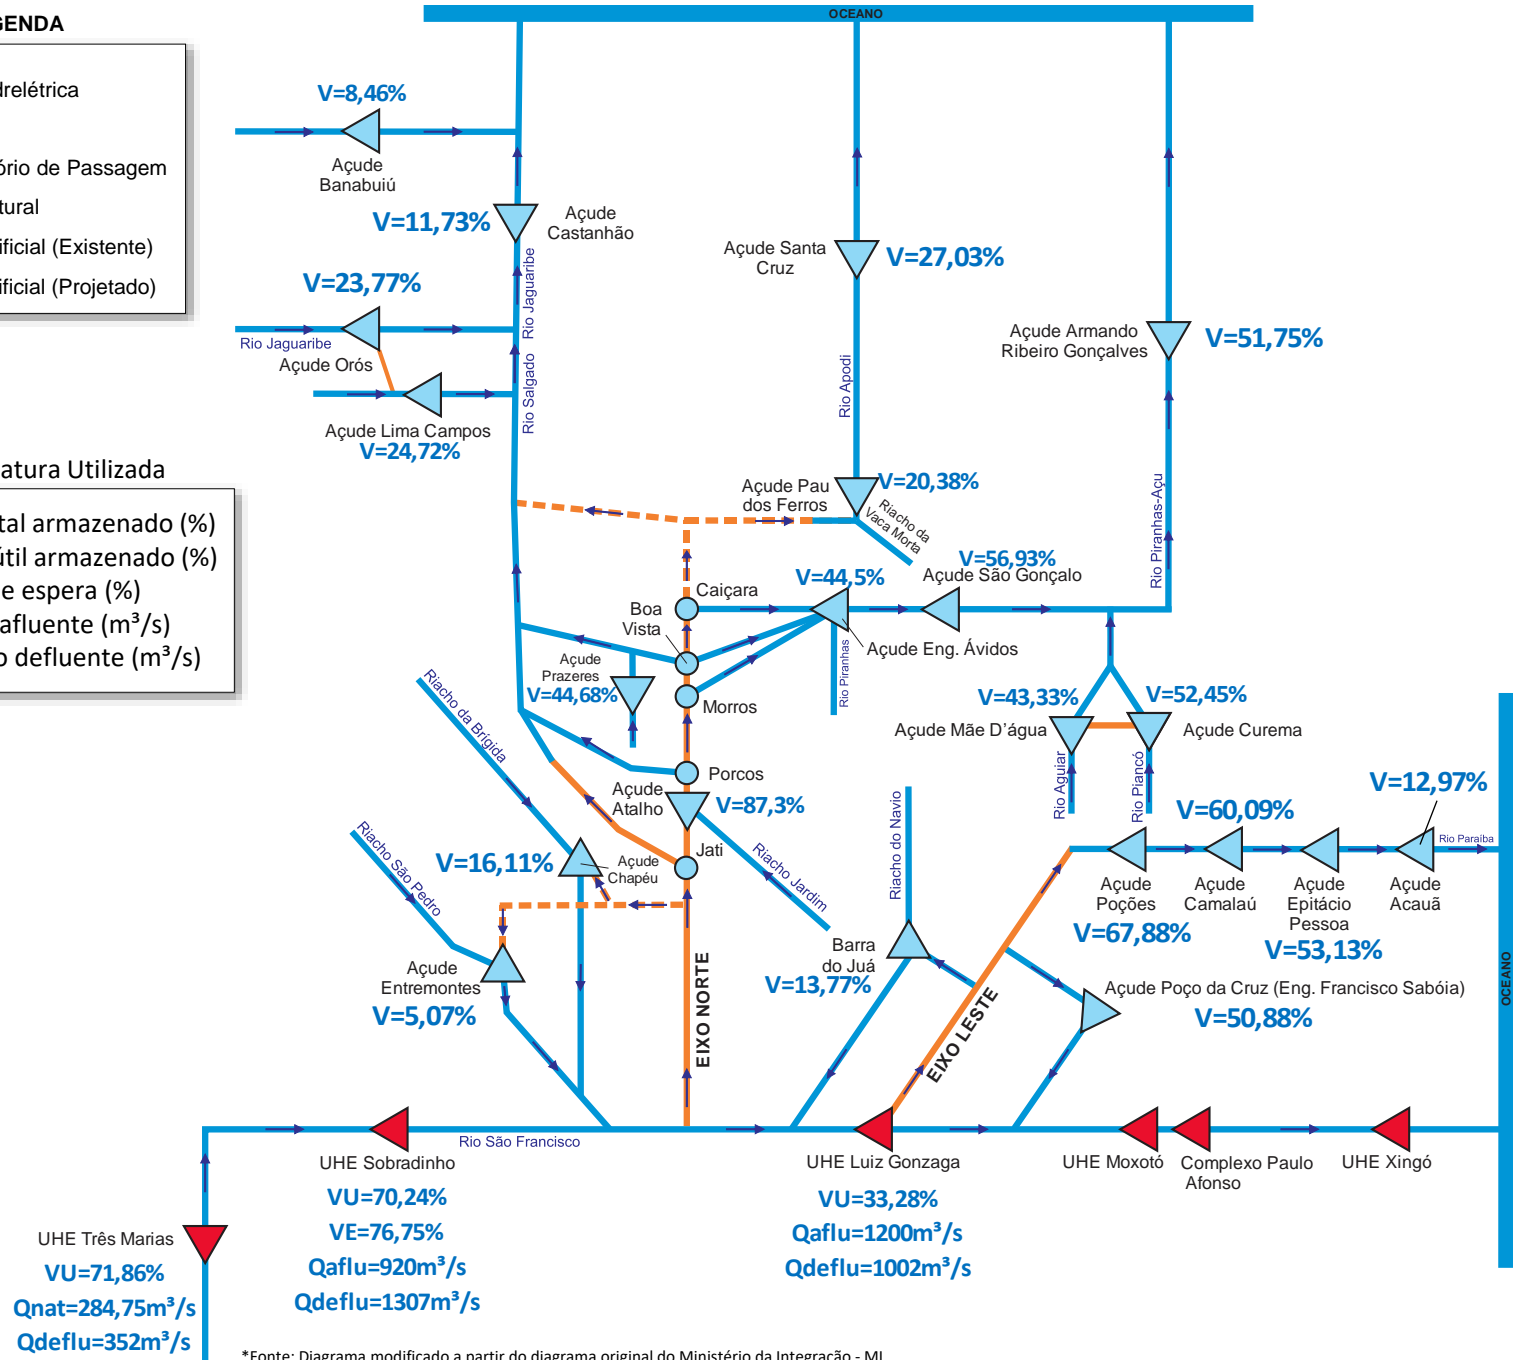 OCEANO
GENDA
drelétrica
ório de Passagem
tural
ificial (Existente)
ificial (Projetado)
V=8,46%
Açude
Banabuiú
V=11,73%
Açude
Castanhão
V=23,77%
Rio Jaguaribe
Açude Orós
Rio Jaguaribe
Rio Salgado
Açude Lima Campos
V=24,72%
Açude Santa
Cruz
V=27,03%
Rio Apodi
Açude Armando
Ribeiro Gonçalves
V=51,75%
Rio Piranhas-Açu
atura Utilizada
tal armazenado (%)
útil armazenado (%)
e espera (%)
afluente (m³/s)
o defluente (m³/s)
Açude Pau
dos Ferros
V=20,38%
Riacho da
Vaca Morta
V=56,93%
Açude São Gonçalo
V=44,5%
Açude Eng. Ávidos
Rio Piranhas
Caiçara
Boa
Vista
Morros
Açude
Prazeres
V=44,68%
Porcos
Açude
Atalho
V=87,3%
Jati
Riacho Jardim
Riacho da Brígida
Riacho São Pedro
V=16,11%
Açude
Chapéu
Açude
Entremontes
V=5,07%
EIXO NORTE
V=43,33%
Açude Mãe D'água
V=52,45%
Açude Curema
Rio Aguiar
Rio Piancó
V=12,97%
V=60,09%
Rio Paraíba
Açude
Poções
V=67,88%
Açude
Camalaú
Açude
Epitácio
Pessoa
V=53,13%
Açude
Acauã
Riacho do Navio
Barra
do Juá
V=13,77%
EIXO LESTE
Açude Poço da Cruz (Eng. Francisco Sabóia)
V=50,88%
OCEANO
Rio São Francisco
UHE Sobradinho
VU=70,24%
VE=76,75%
Qaflu=920m³/s
Qdeflu=1307m³/s
UHE Luiz Gonzaga
VU=33,28%
Qaflu=1200m³/s
Qdeflu=1002m³/s
UHE Moxotó
Complexo Paulo
Afonso
UHE Xingó
UHE Três Marias
VU=71,86%
Qnat=284,75m³/s
Qdeflu=352m³/s
*Fonte: Diagrama modificado a partir do diagrama original do Ministério da Integração - MI